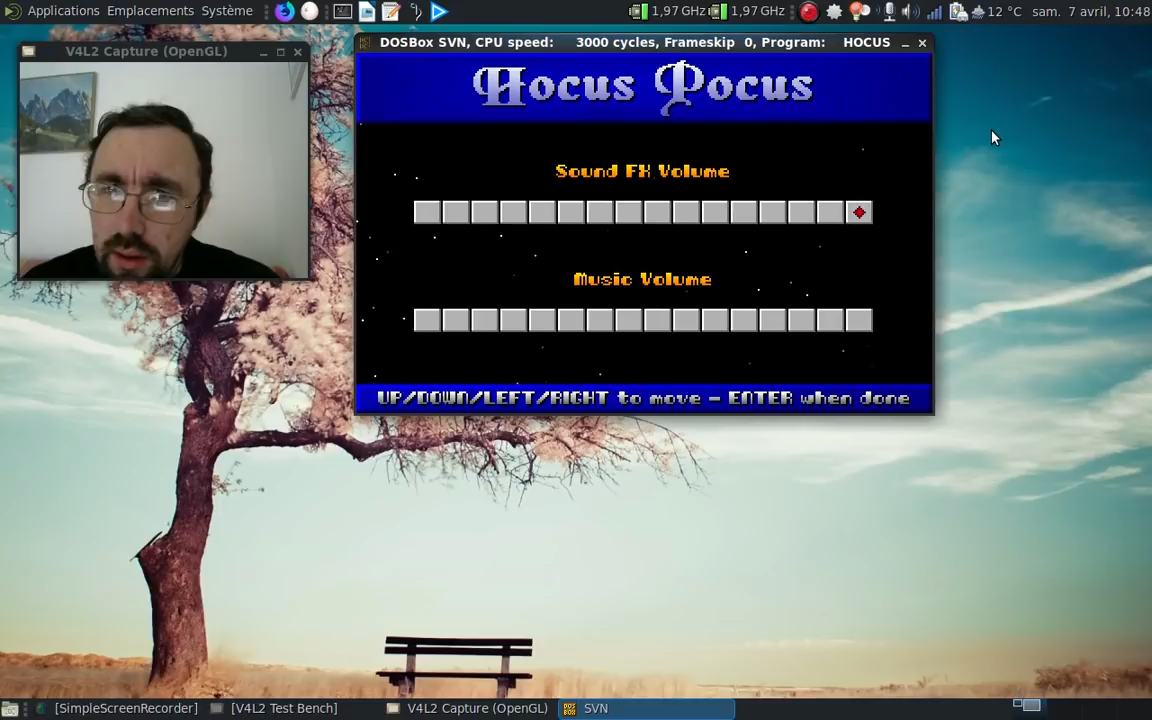 Applications Emplacements Système
1,97 GHz 1,97 GHz
12 °C sam. 7 avril, 10:48
V4L2 Capture (OpenGL)
DOSBox SVN, CPU speed: 3000 cycles, Frameskip 0, Program: HOCUS
Hocus Pocus
Sound FX Volume
Music Volume
UP/DOWN/LEFT/RIGHT to move - ENTER when done
[SimpleScreenRecorder] [V4L2 Test Bench] V4L2 Capture (OpenGL) SVN